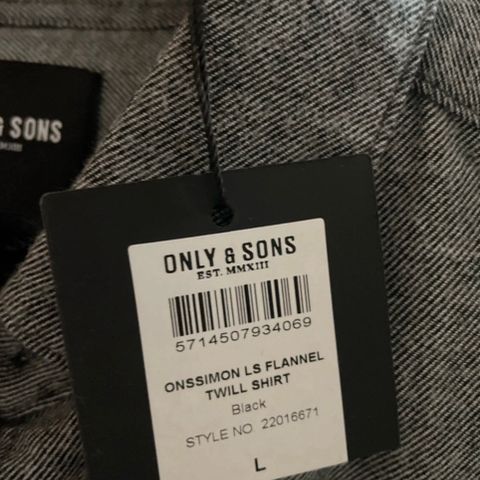 & SONS
ONLY & SONS
EST. MMXIII
5714507934069
ONSSIMON LS FLANNEL
TWILL SHIRT
Black
STYLE NO. 22016671
L